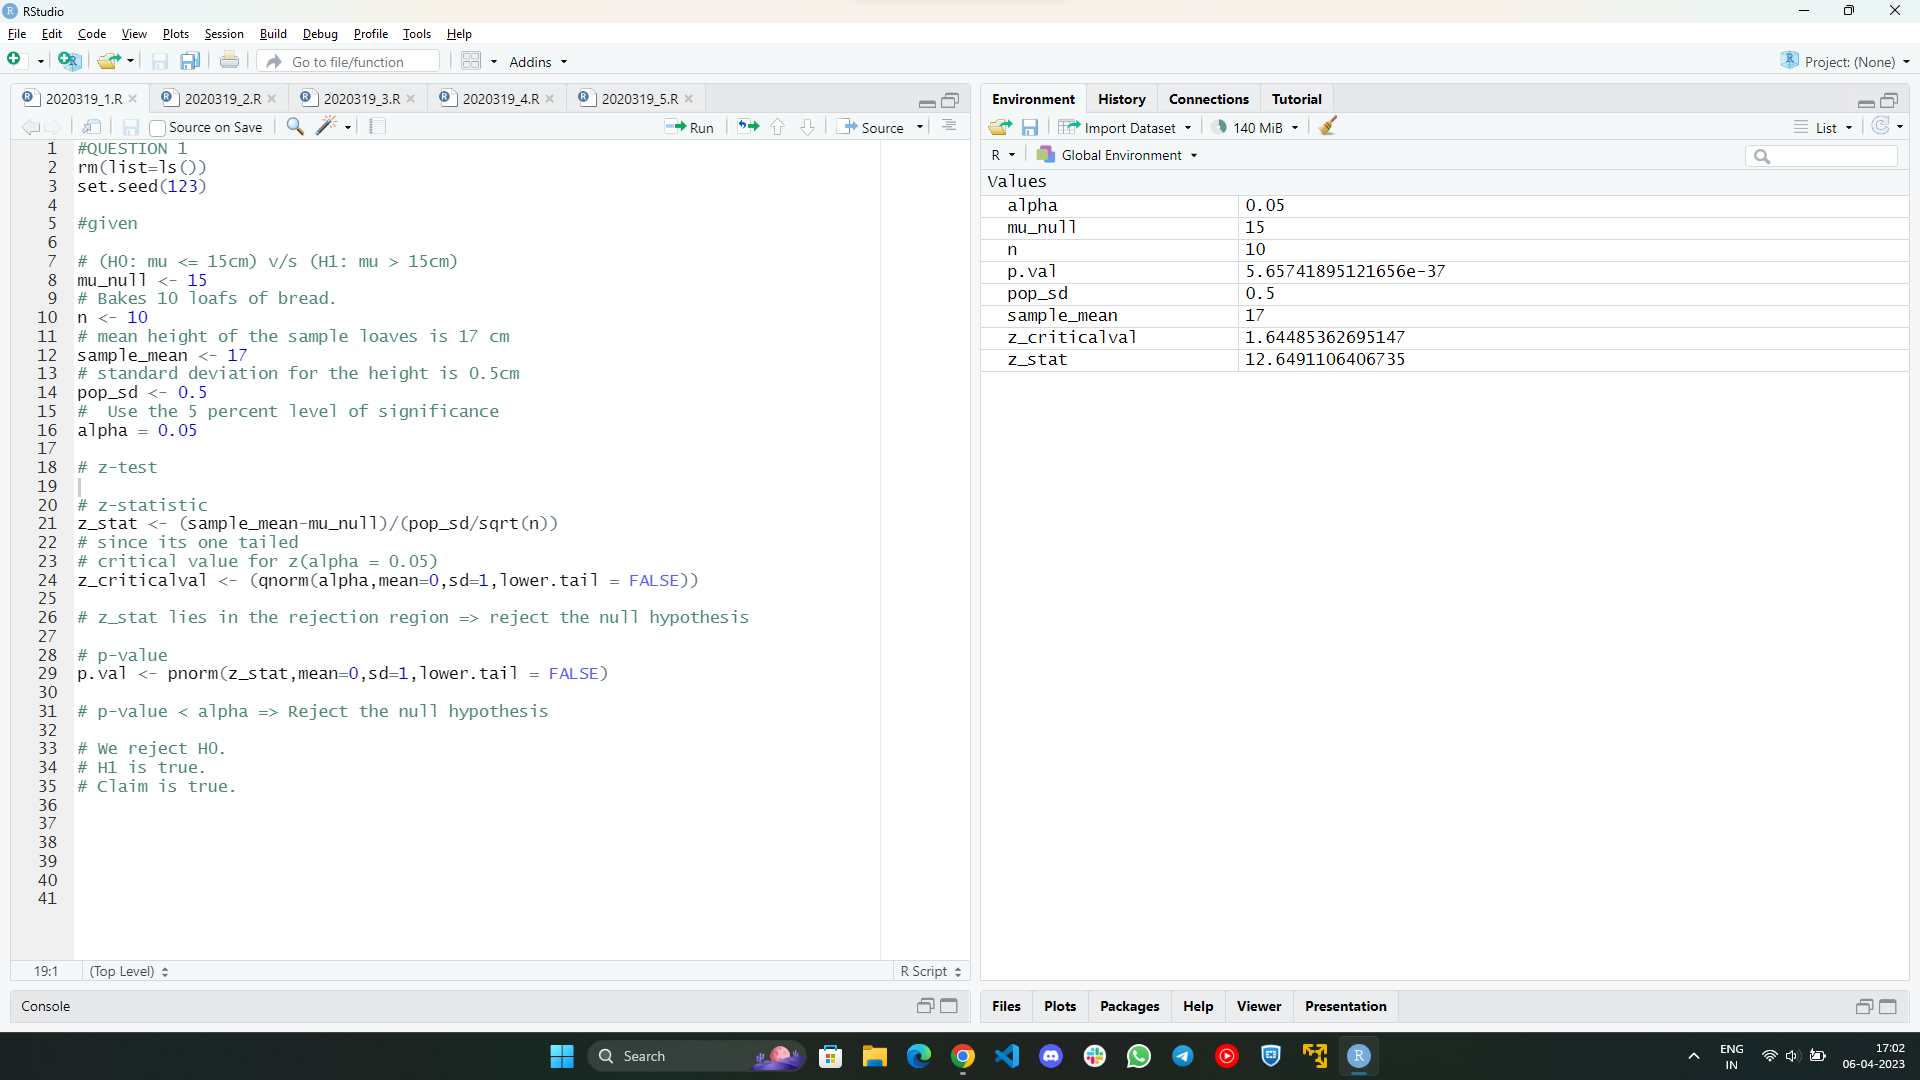 RStudio
File Edit Code View Plots Session Build Debug Profile Tools Help
Go to file/function Addins Project: (None)
2020319_1.R 2020319_2.R 2020319_3.R 2020319_4.R 2020319_5.R
Source on Save Run Source
1 #QUESTION 1
2 rm(list=ls())
3 set.seed(123)
4
5 #given
6
7 # (H0: mu <= 15cm) v/s (H1: mu > 15cm)
8 mu_null <- 15
9 # Bakes 10 loafs of bread.
10 n <- 10
11 # mean height of the sample loaves is 17 cm
12 sample_mean <- 17
13 # standard deviation for the height is 0.5cm
14 pop_sd <- 0.5
15 #  Use the 5 percent level of significance
16 alpha = 0.05
17
18 # z-test
19
20 # z-statistic
21 z_stat <- (sample_mean-mu_null)/(pop_sd/sqrt(n))
22 # since its one tailed
23 # critical value for z(alpha = 0.05)
24 z_criticalval <- (qnorm(alpha,mean=0,sd=1,lower.tail = FALSE))
25
26 # z_stat lies in the rejection region => reject the null hypothesis
27
28 # p-value
29 p.val <- pnorm(z_stat,mean=0,sd=1,lower.tail = FALSE)
30
31 # p-value < alpha => Reject the null hypothesis
32
33 # We reject H0.
34 # H1 is true.
35 # Claim is true.
36
37
38
39
40
41
19:1 (Top Level) R Script
Console
Environment History Connections Tutorial
Import Dataset 140 MiB List
R Global Environment
Values
alpha 0.05
mu_null 15
n 10
p.val 5.65741895121656e-37
pop_sd 0.5
sample_mean 17
z_criticalval 1.64485362695147
z_stat 12.6491106406735
Files Plots Packages Help Viewer Presentation
Search
ENG
IN
17:02
06-04-2023